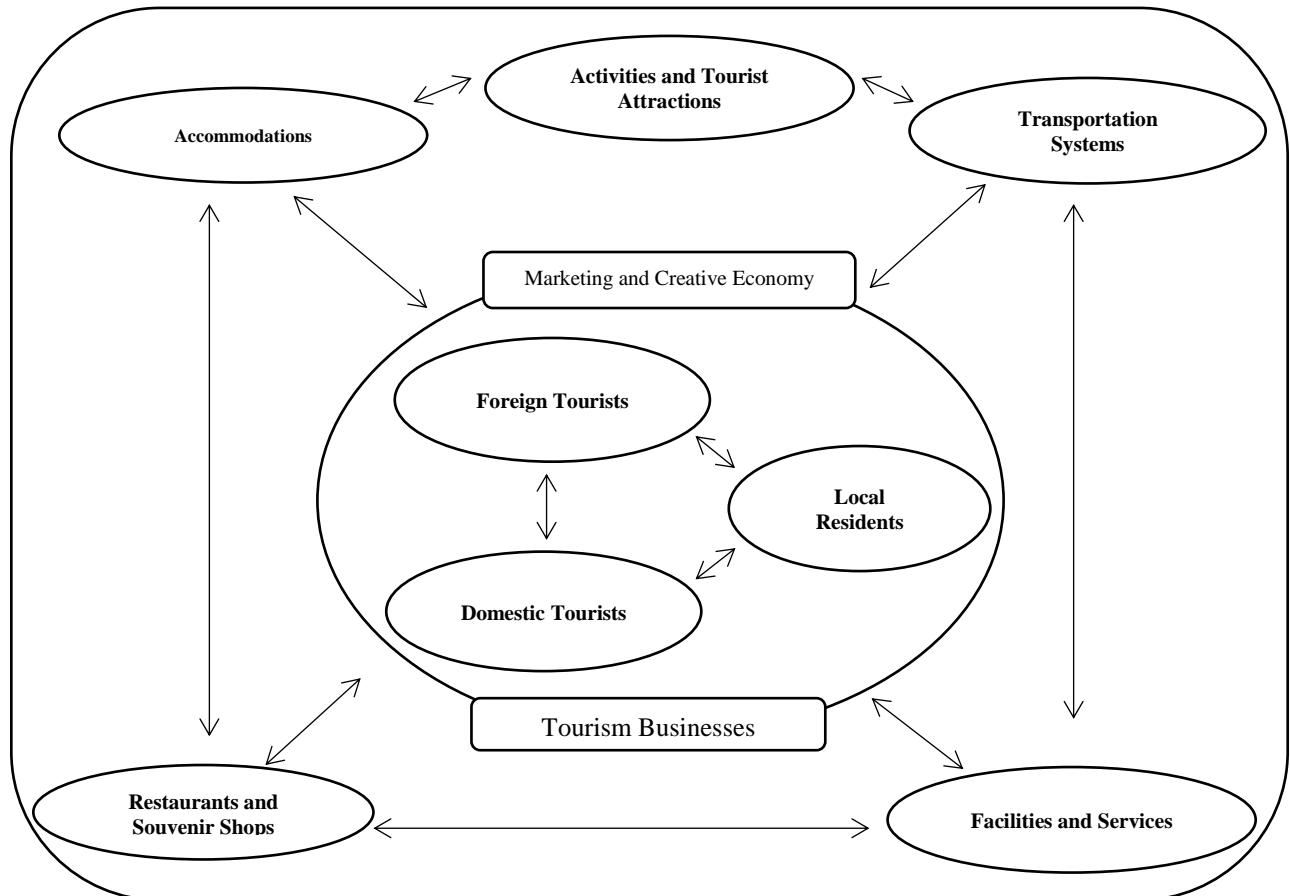 Activities and Tourist
Attractions
Accommodations
Transportation
Systems
Marketing and Creative Economy
Foreign Tourists
Local
Residents
Domestic Tourists
Tourism Businesses
Restaurants and
Souvenir Shops
Facilities and Services